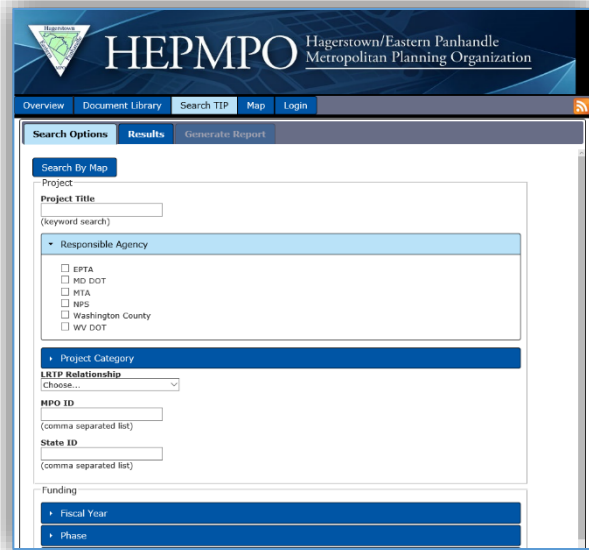 Hagerstown
Eastern
Panhandle
MPO
HEPMPO Hagerstown/Eastern Panhandle
Metropolitan Planning Organization
Overview Document Library Search TIP Map Login
Search Options Results Generate Report
Search By Map
Project
Project Title
(keyword search)
Responsible Agency
EPTA
MD DOT
MTA
NPS
Washington County
WV DOT
Project Category
LRTP Relationship
Choose...
MPO ID
(comma separated list)
State ID
(comma separated list)
Funding
Fiscal Year
Phase